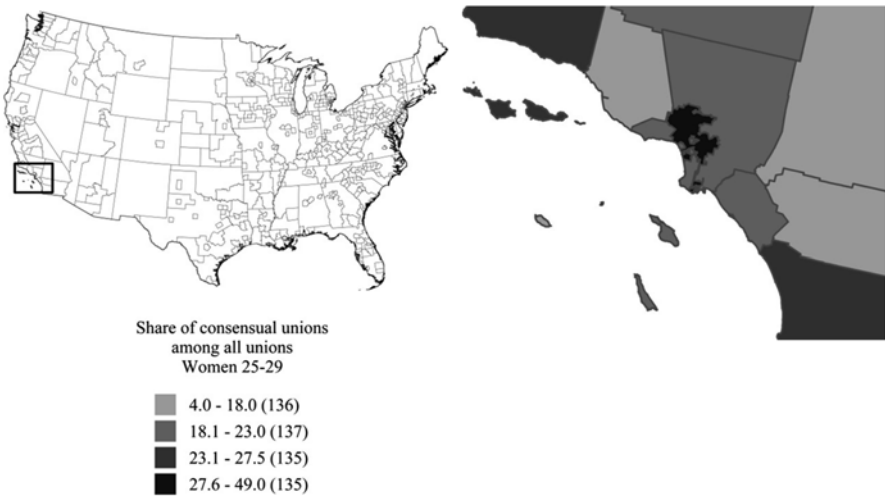 Share of consensual unions
among all unions
Women 25-29
4.0 - 18.0 (136)
18.1 - 23.0 (137)
23.1 - 27.5 (135)
27.6 - 49.0 (135)